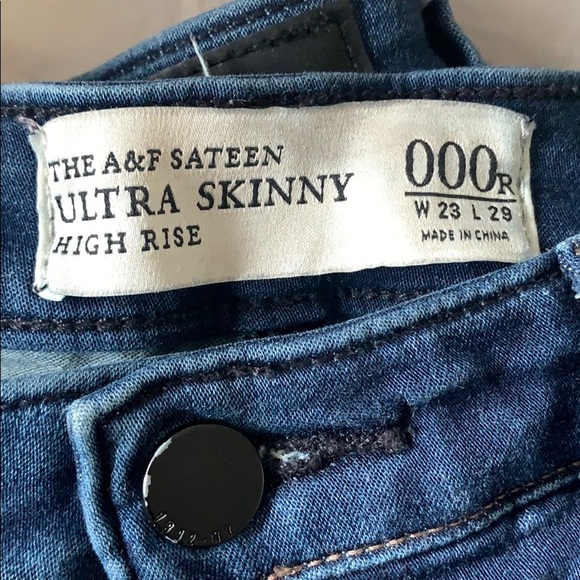 THE A&F SATEEN
ULTRA SKINNY
HIGH RISE
000R
W 23 L 29
MADE IN CHINA